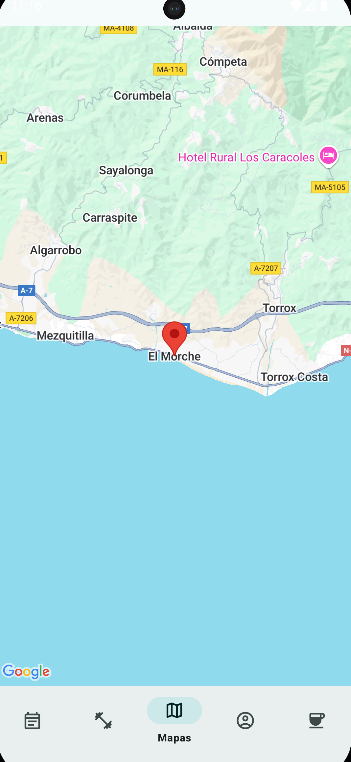 MA-4108
Albaida
Cómpeta
MA-116
Corumbela
Arenas
Hotel Rural Los Caracoles
Sayalonga
MA-5105
Carraspite
Algarrobo
A-7207
A-7
Torrox
A-7206
Mezquitilla
El Morche
Torrox Costa
Google
Mapas